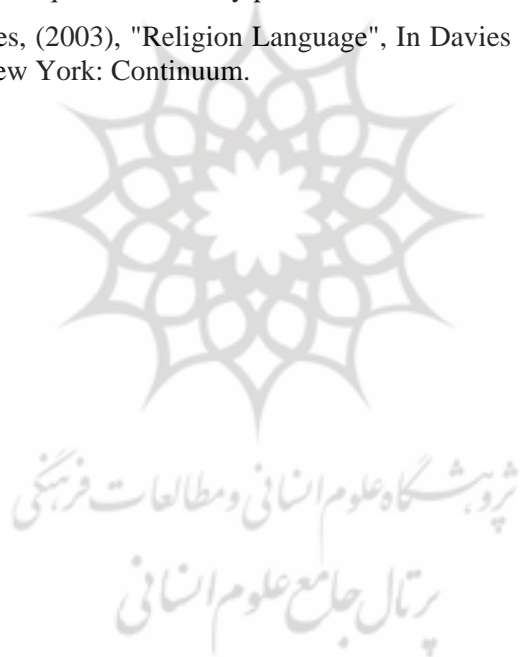 es, (2003), "Religion Language", In Davies
ew York: Continuum.
پژوهشگاه علوم انسانی و مطالعات فرهنگی
پرتال جامع علوم انسانی